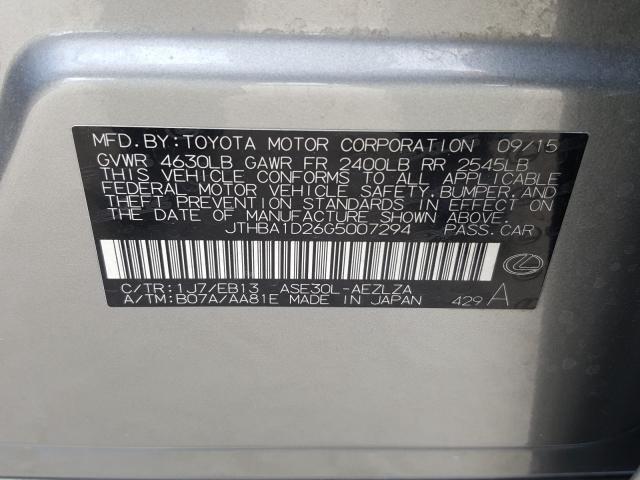 MFD.BY:TOYOTA MOTOR CORPORATION 09/15
GVWR 4630LB GAWR FR 2400LB RR 2545LB
THIS VEHICLE CONFORMS TO ALL APPLICABLE
FEDERAL MOTOR VEHICLE SAFETY, BUMPER, AND
THEFT PREVENTION STANDARDS IN EFFECT ON
THE DATE OF MANUFACTURE SHOWN ABOVE.
JTHBA1D26G5007294 PASS.CAR
C/TR:1J7/EB13 ASE30L-AEZLZA
A/TM:B07A/AA81E MADE IN JAPAN 429 A